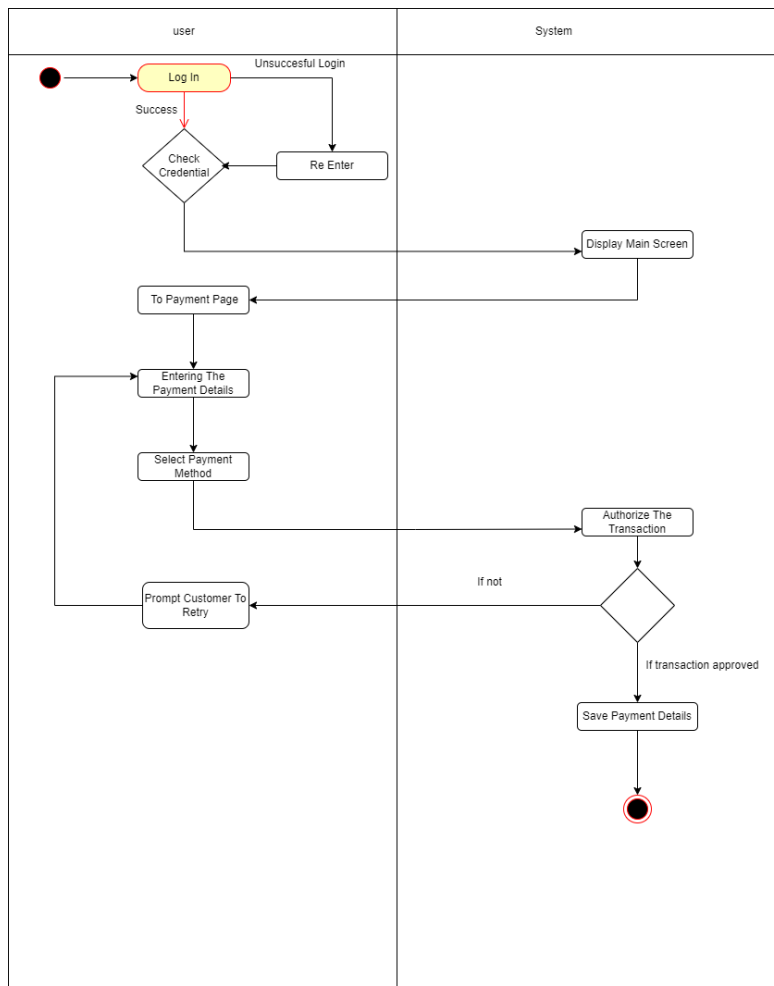 user
System
Unsuccesful Login
Log In
Success
Check
Credential
Re Enter
Display Main Screen
To Payment Page
Entering The
Payment Details
Select Payment
Method
Authorize The
Transaction
If not
Prompt Customer To
Retry
If transaction approved
Save Payment Details